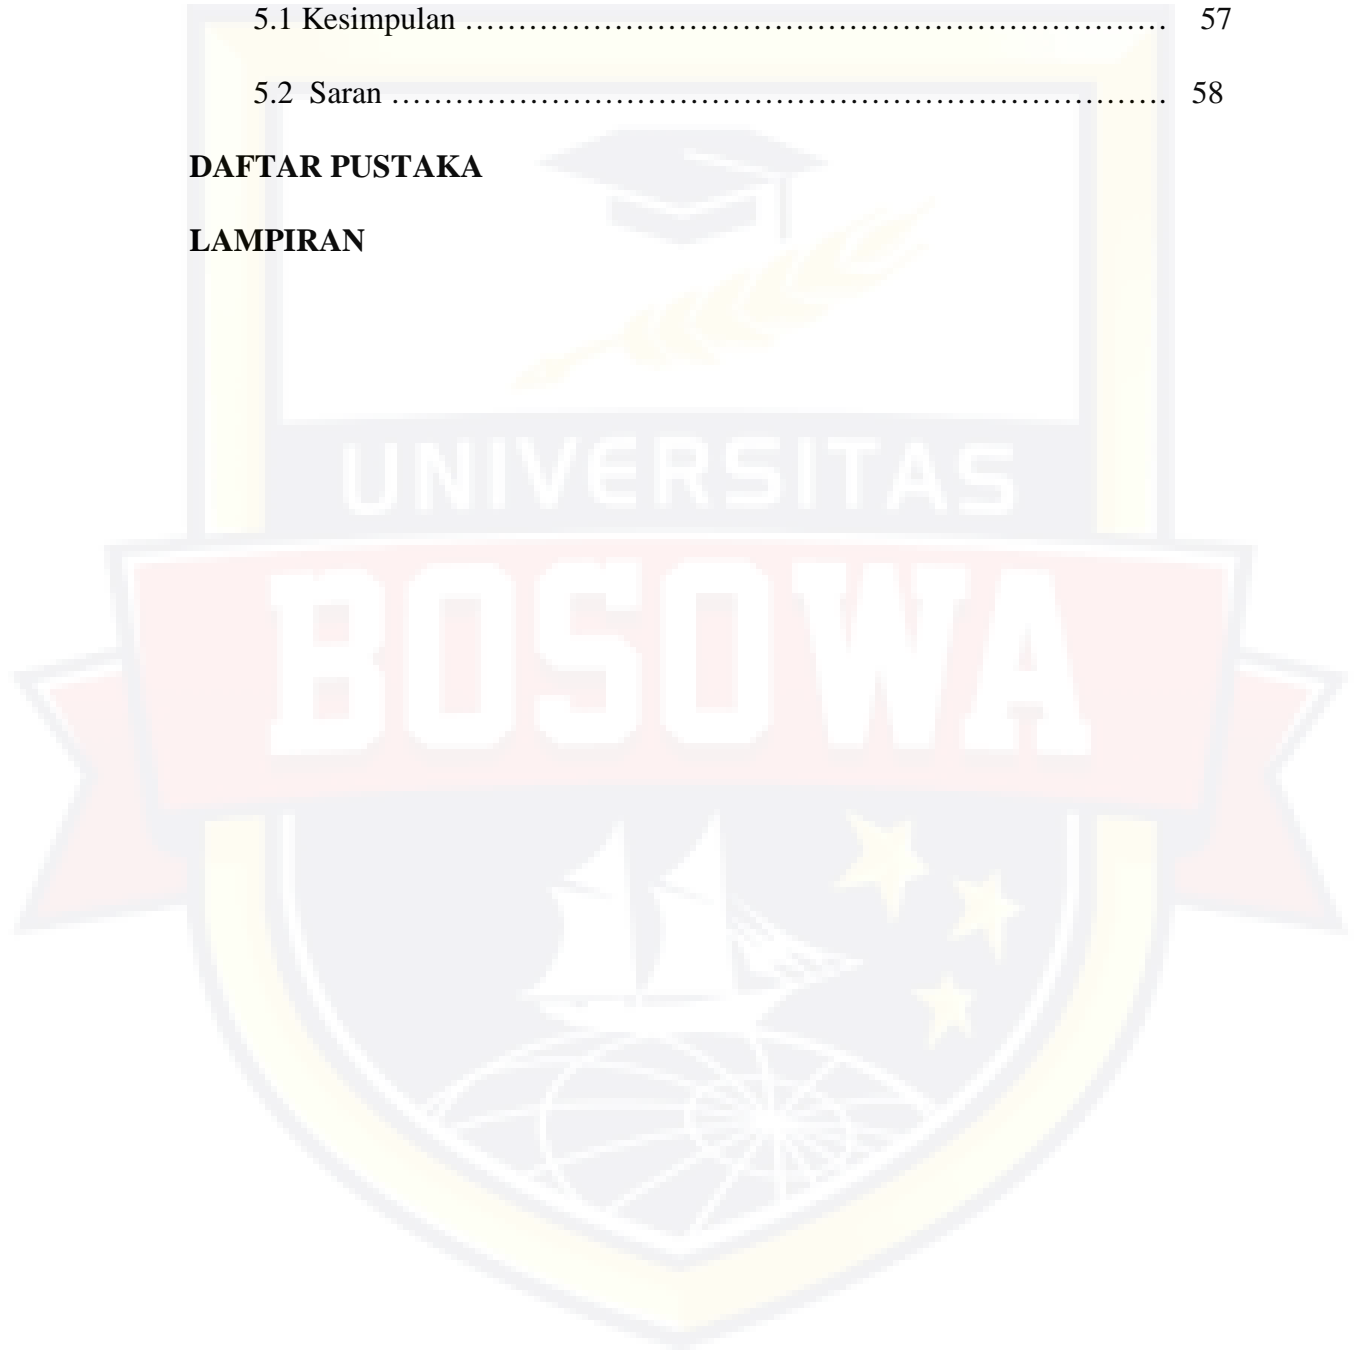 5.1 Kesimpulan ………………………………………………………… 57
5.2 Saran ………………………………………………………………. 58
DAFTAR PUSTAKA
LAMPIRAN
UNIVERSITAS
BOSOWA